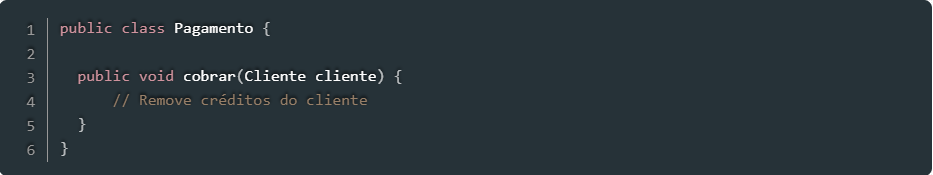 1 public class Pagamento {
2
3   public void cobrar(Cliente cliente) {
4       // Remove créditos do cliente
5   }
6 }